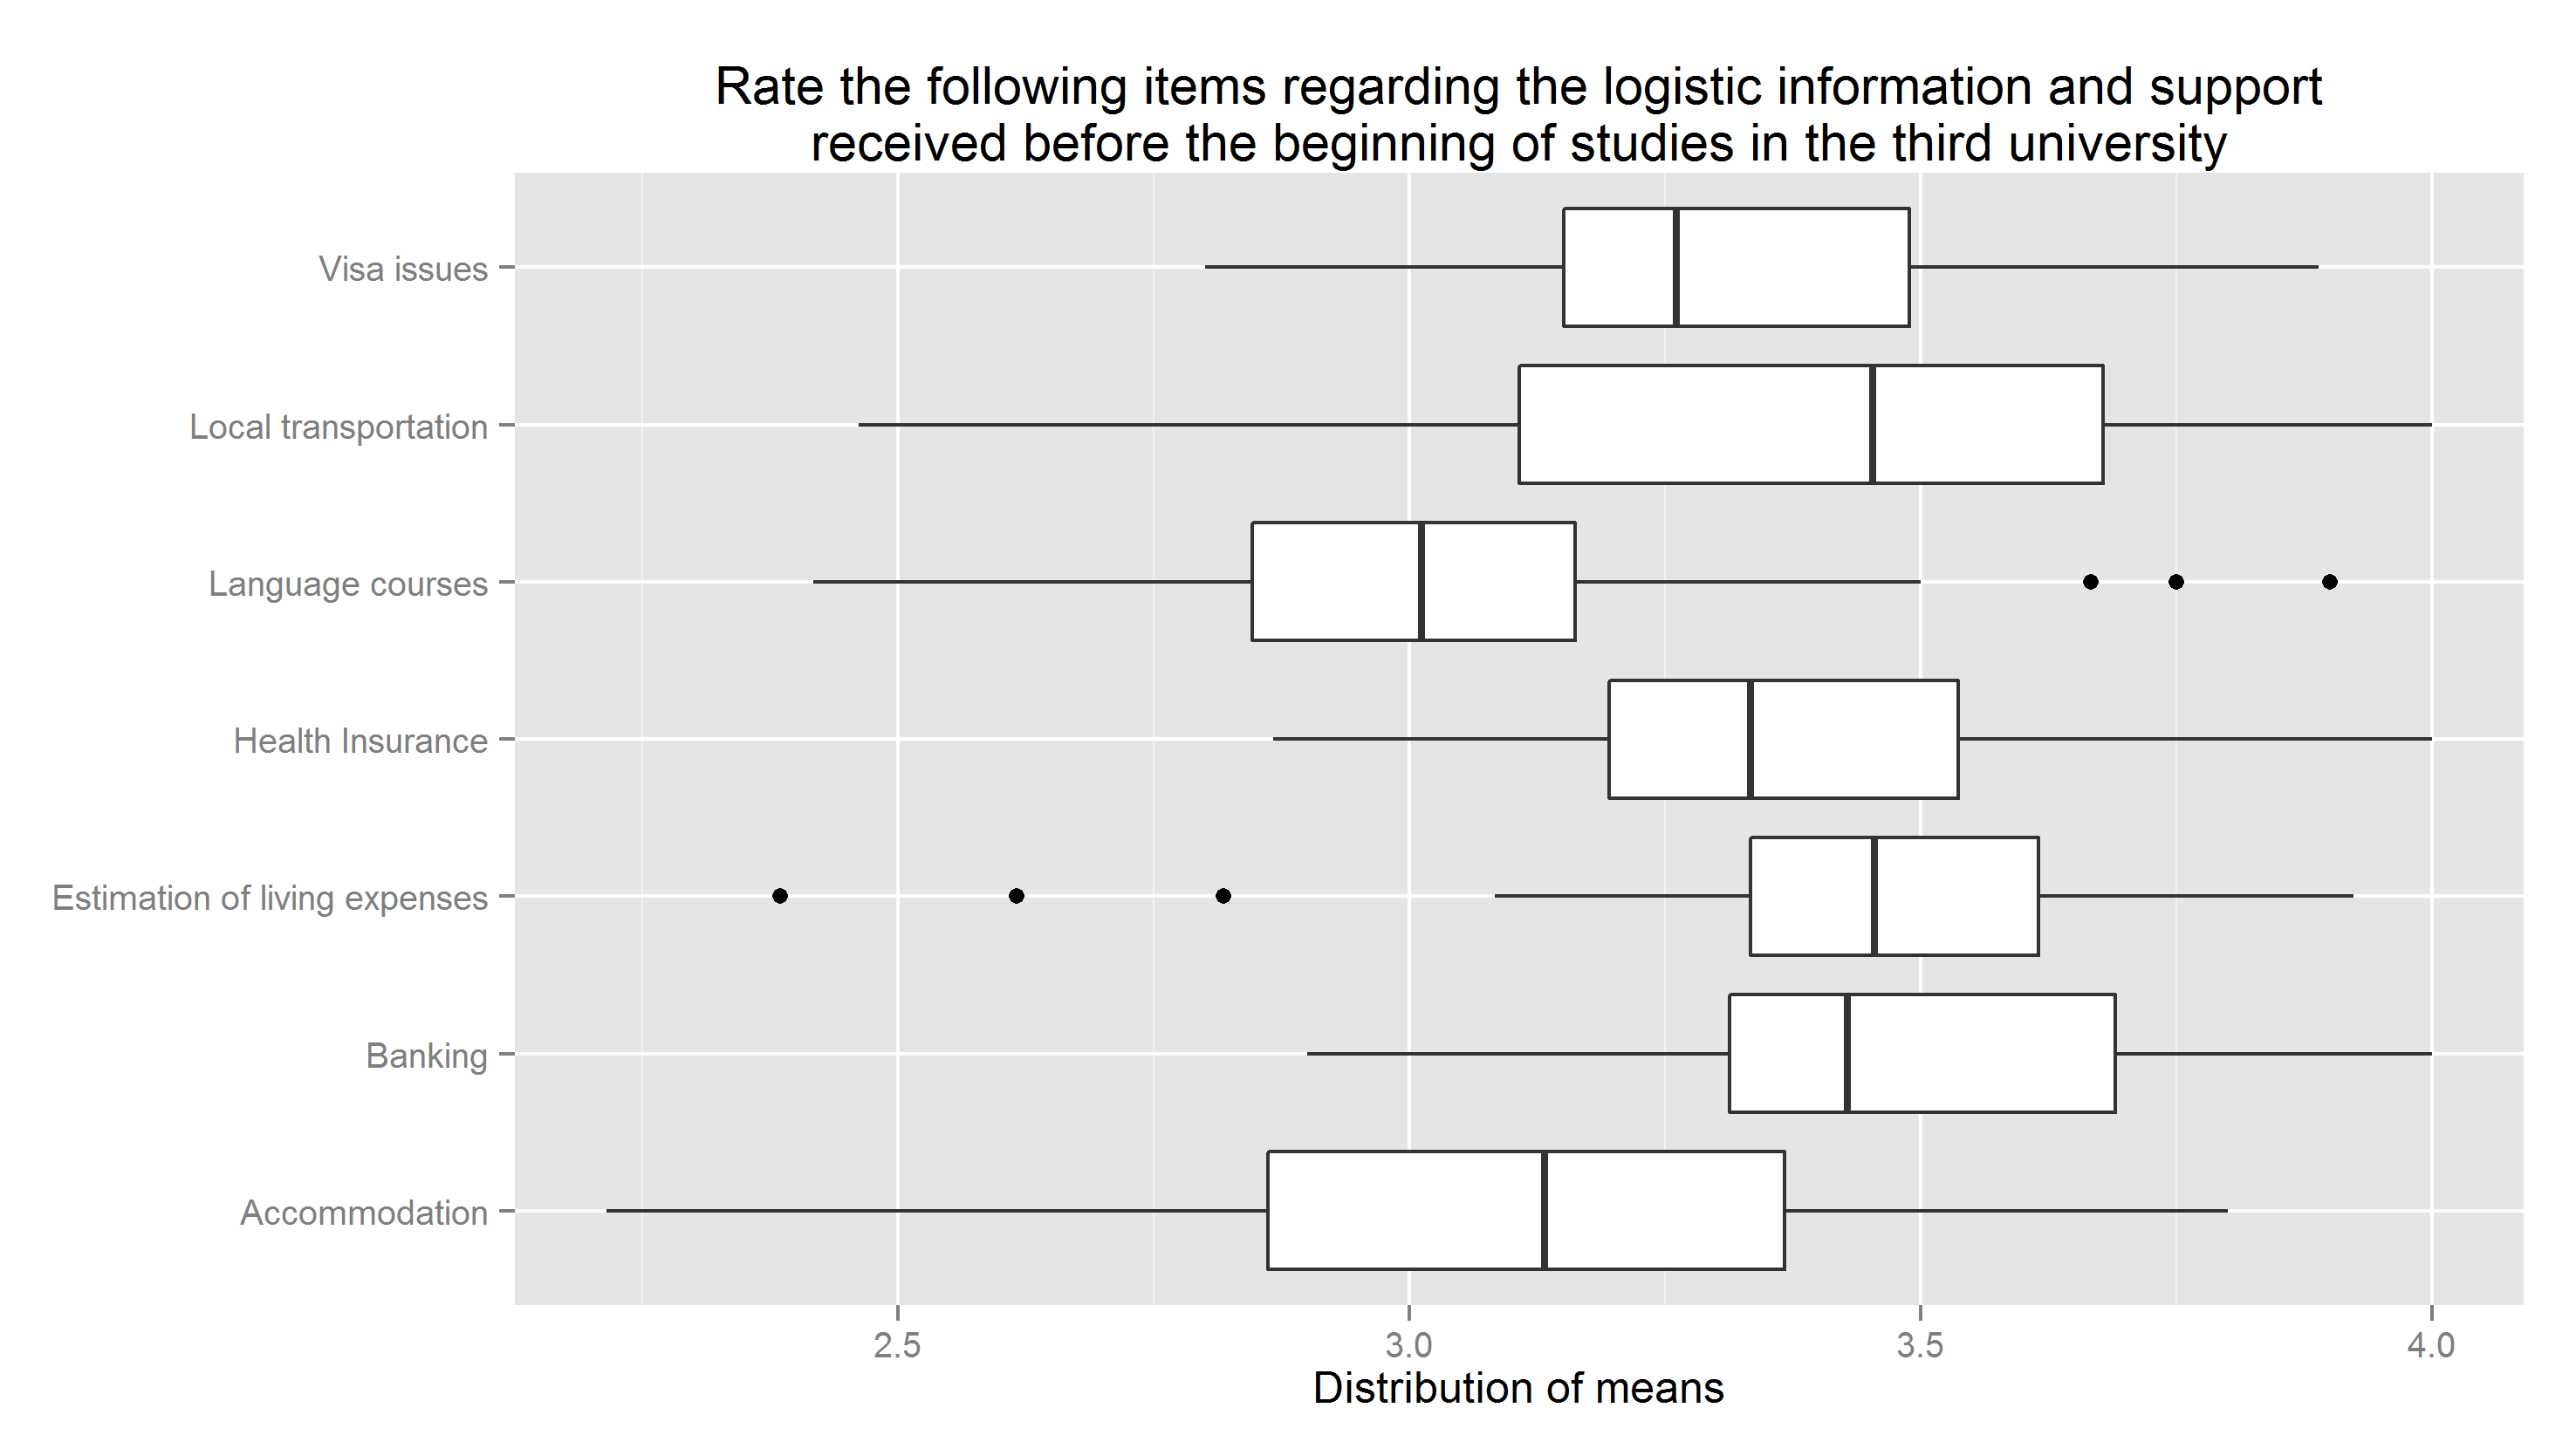 Rate the following items regarding the logistic information and support
received before the beginning of studies in the third university
Visa issues
Local transportation
Language courses
Health Insurance
Estimation of living expenses
Banking
Accommodation
2.5 3.0 3.5 4.0
Distribution of means